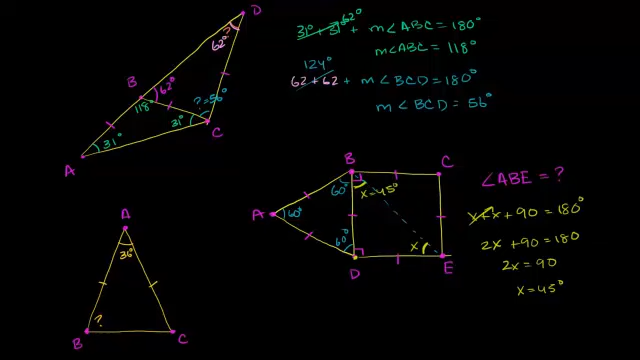 D
62°?
B
62°
118°
? = 56°
31°
C
31°
A
31° + 31° 62° + m∠ABC = 180°
m∠ABC = 118°
124°
62 + 62 + m∠BCD = 180°
m∠BCD = 56°
B
C
60°
x = 45°
A
60°
60°
x
D
E
∠ABE = ?
x + x + 90 = 180°
2x + 90 = 180
2x = 90
x = 45°
A
36°
?
B
C